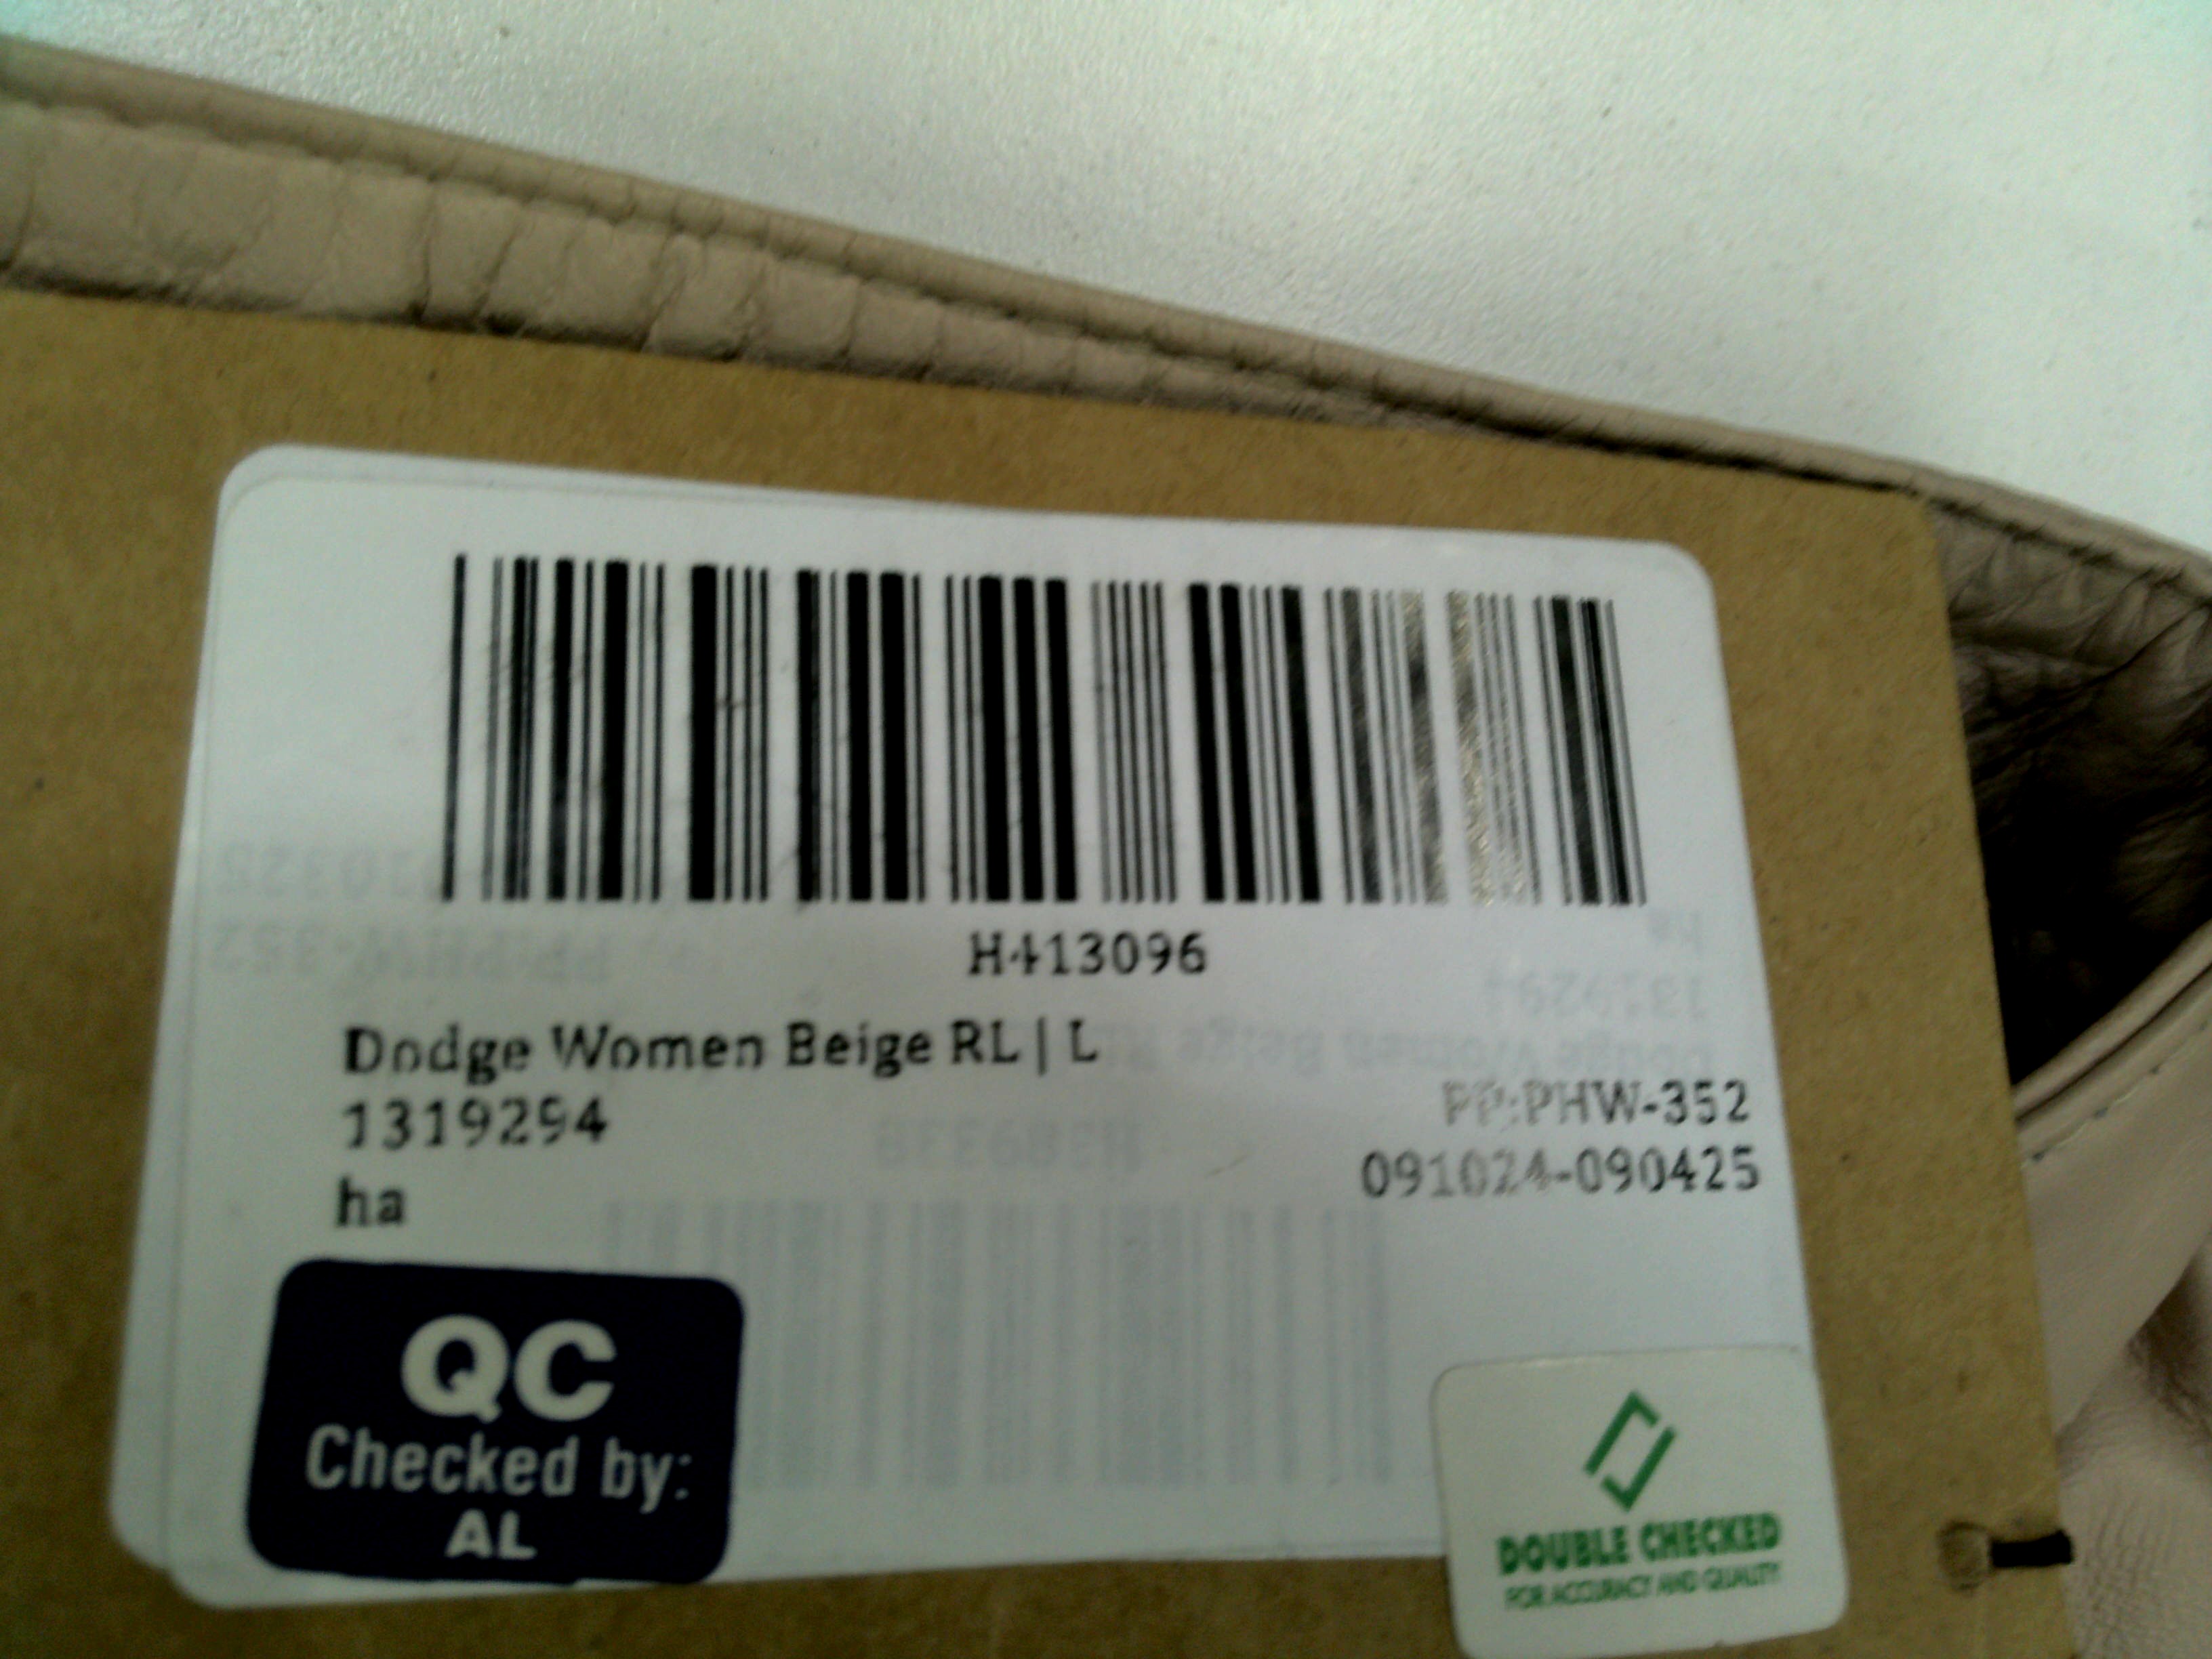 H413096
Dodge Women Beige RL | L
1319294
PP:PHW-352
ha
091024-090425
QC
Checked by:
AL
DOUBLE CHECKED
FOR ACCURACY AND QUALITY